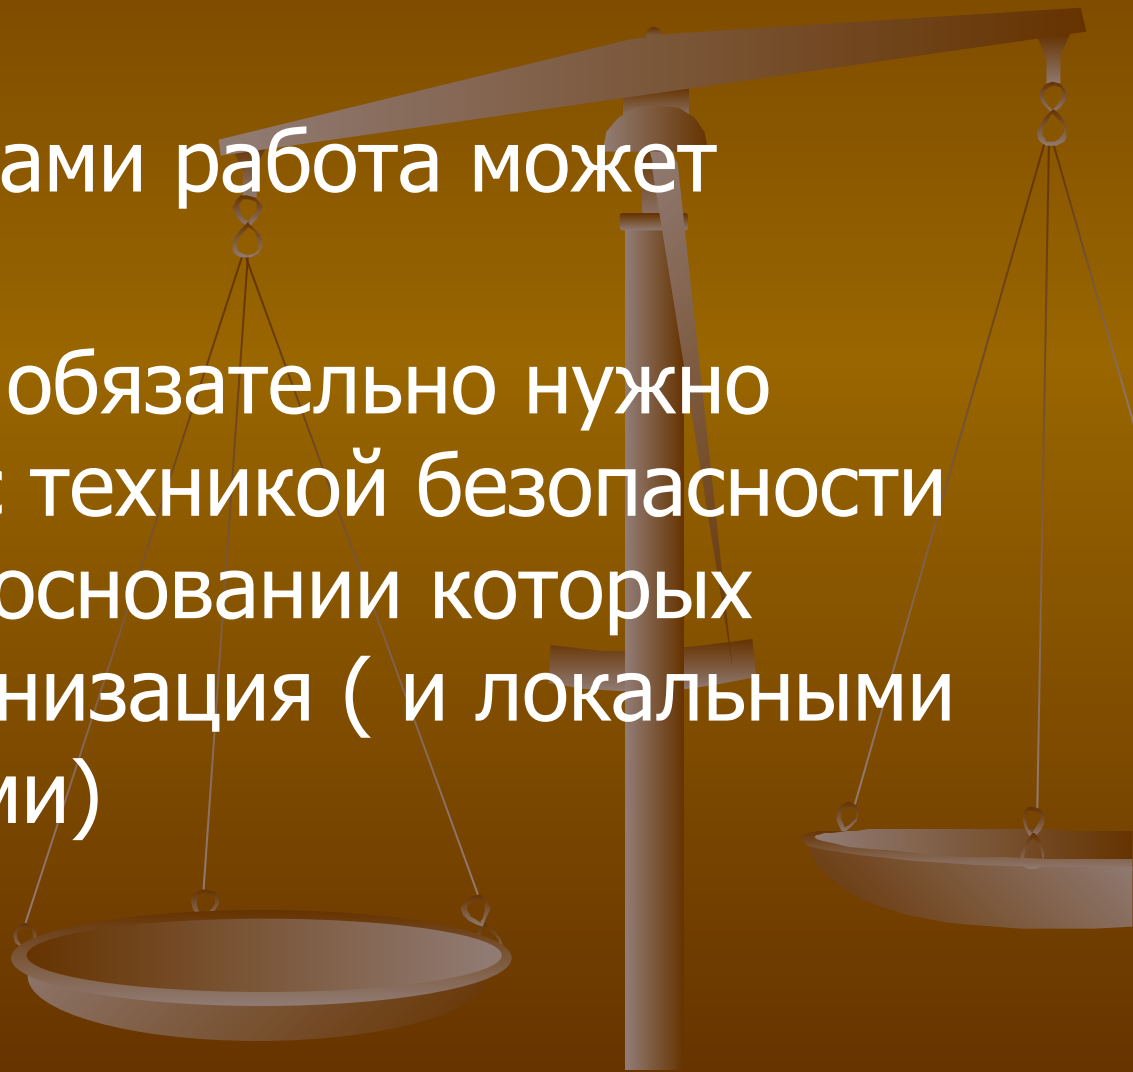 ами работа может
обязательно нужно
с техникой безопасности
основании которых
низация ( и локальными
ми)